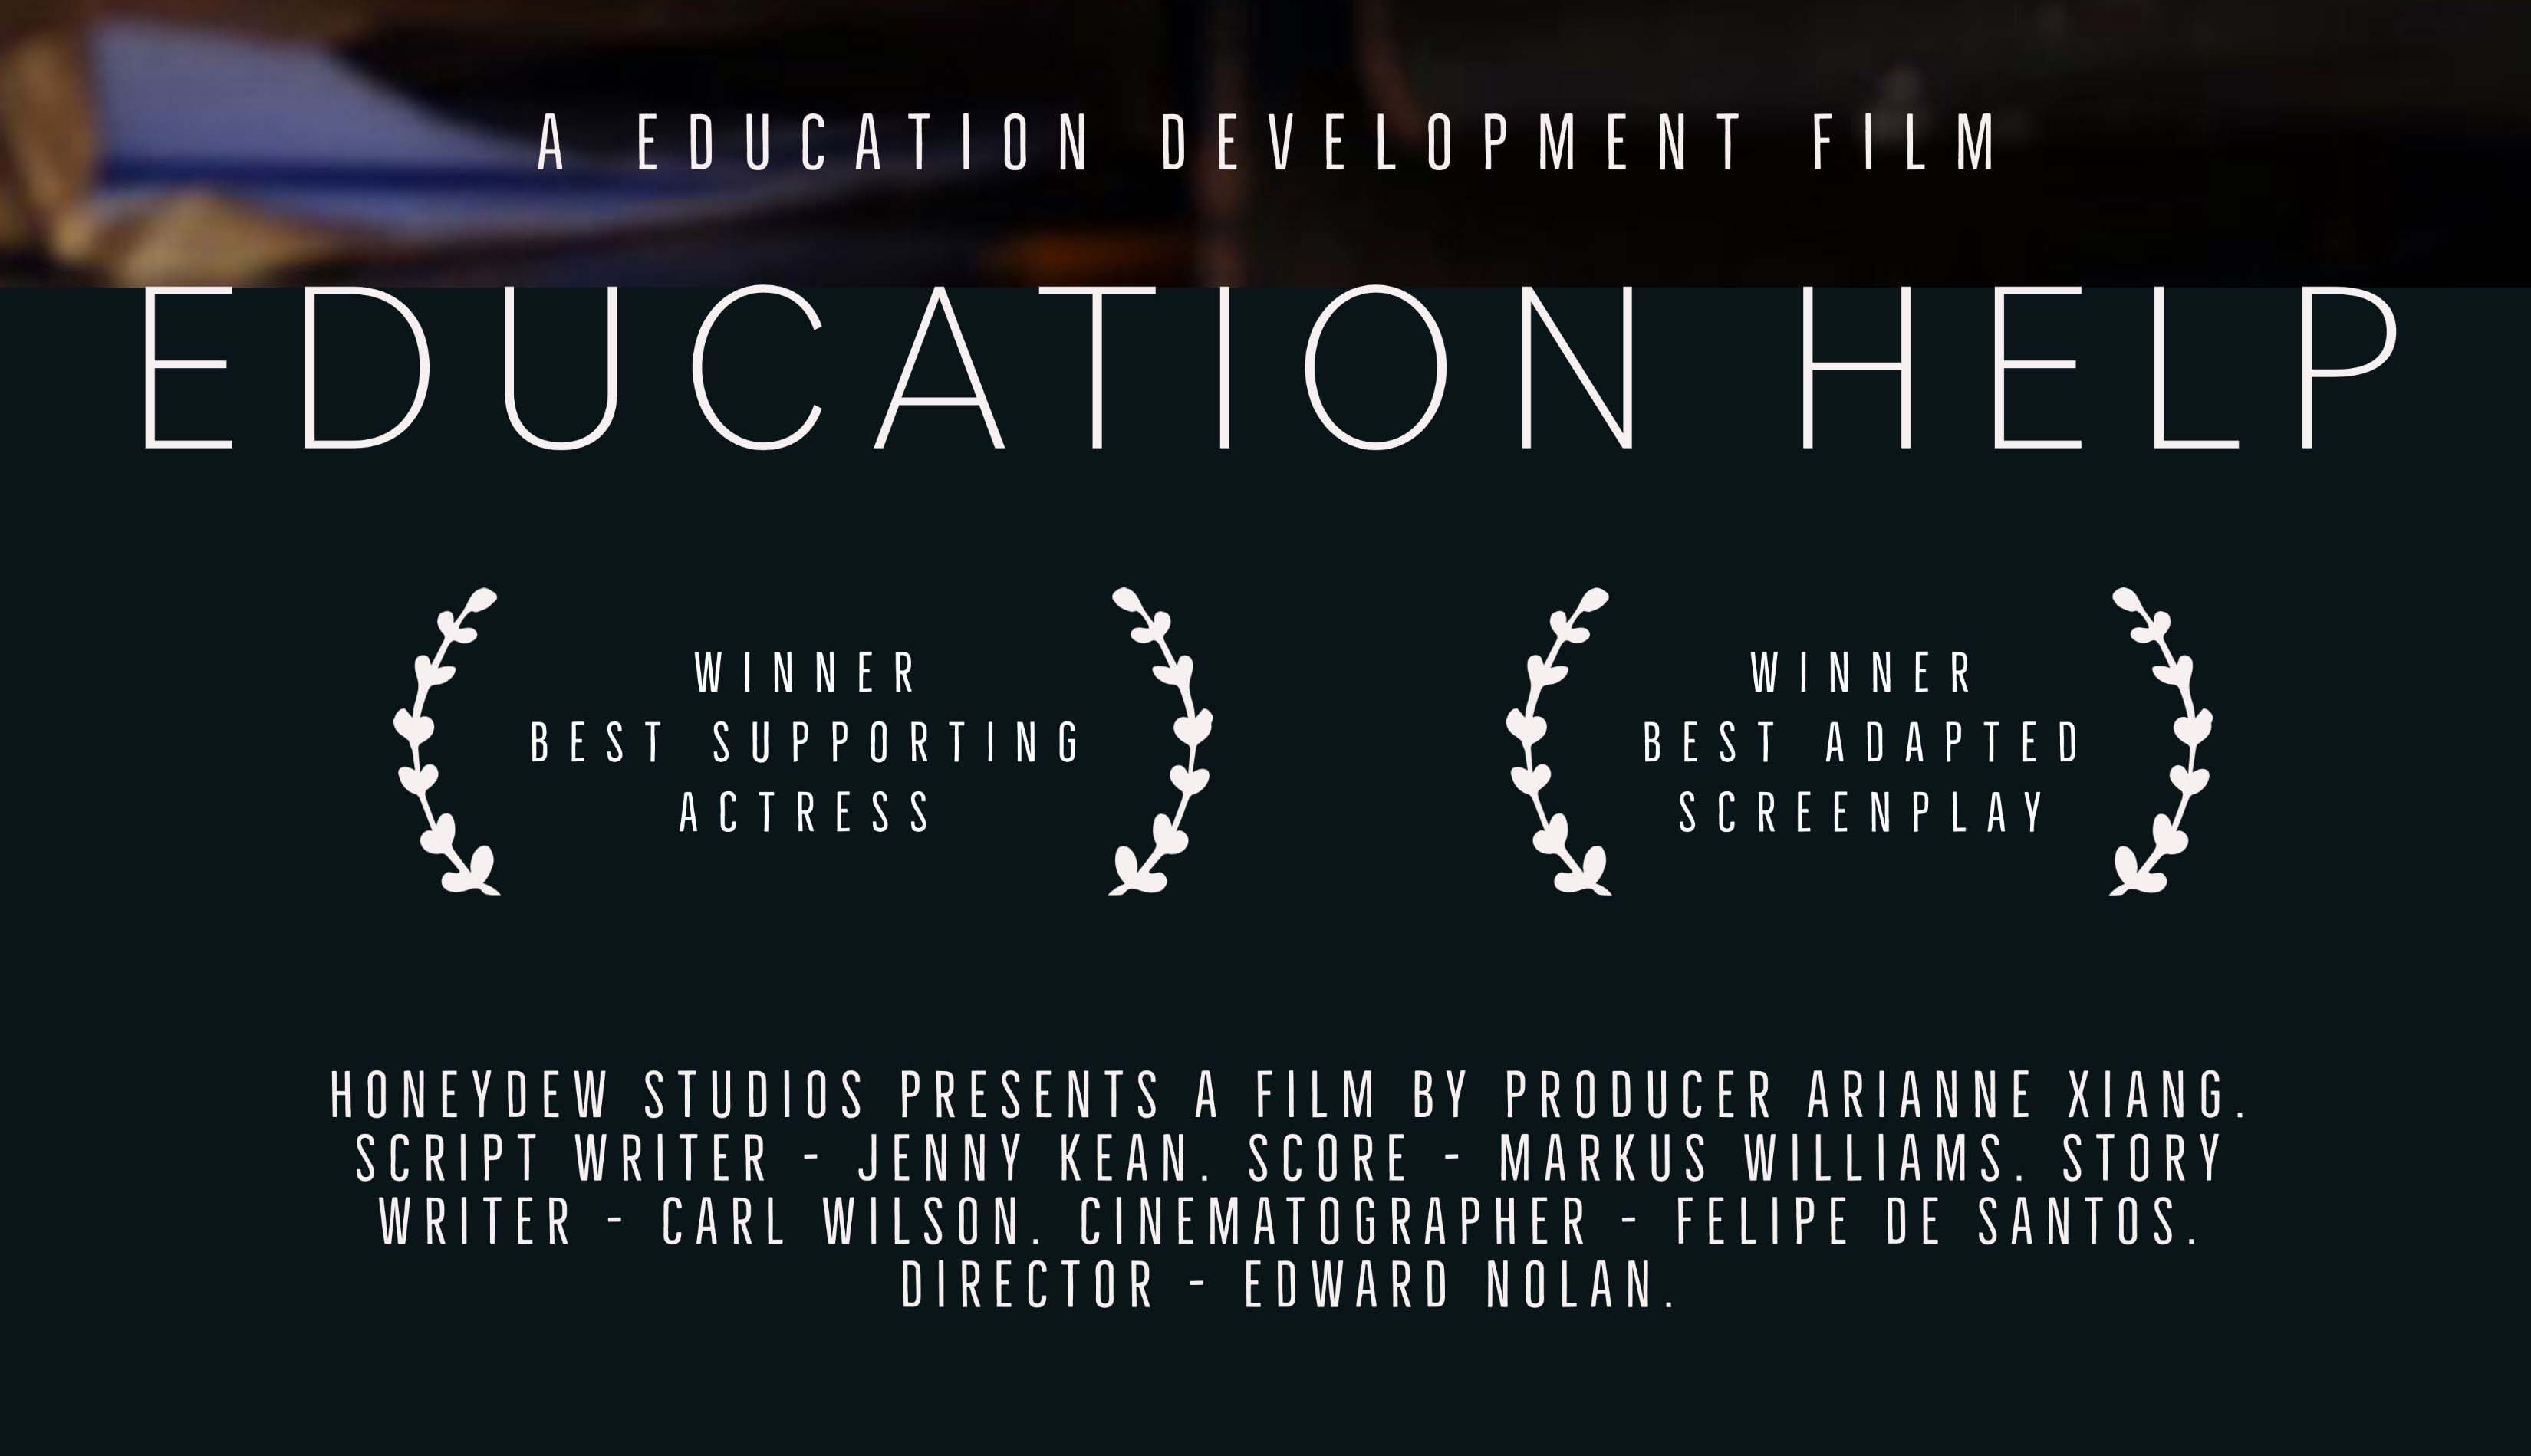 A EDUCATION DEVELOPMENT FILM
EDUCATION HELP
WINNER
BEST SUPPORTING
ACTRESS
WINNER
BEST ADAPTED
SCREENPLAY
HONEYDEW STUDIOS PRESENTS A FILM BY PRODUCER ARIANNE XIANG.
SCRIPT WRITER - JENNY KEAN. SCORE - MARKUS WILLIAMS. STORY
WRITER - CARL WILSON. CINEMATOGRAPHER - FELIPE DE SANTOS.
DIRECTOR - EDWARD NOLAN.